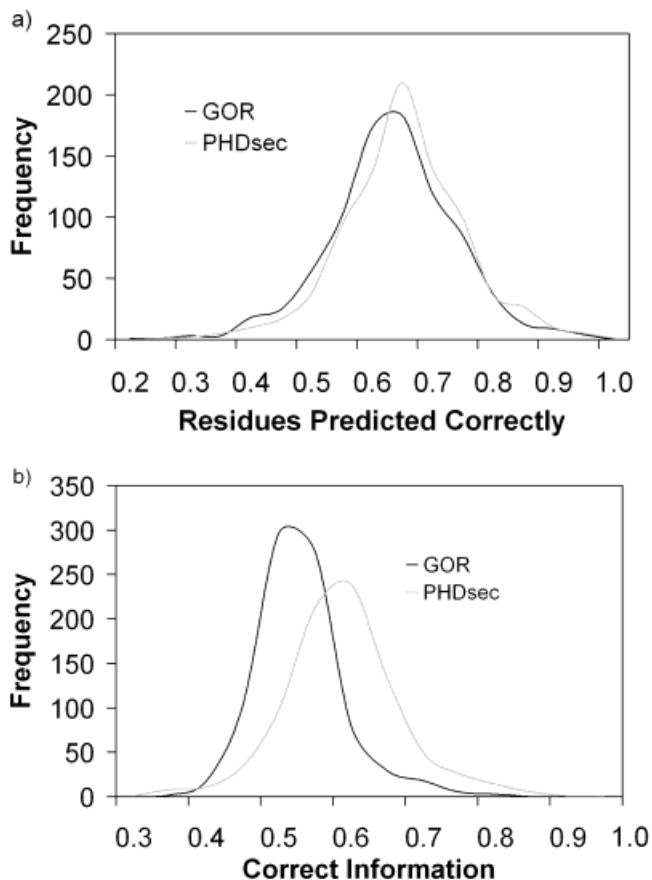 a)
250
200
150
100
50
0
Frequency
GOR
PHDsec
0.2 0.3 0.4 0.5 0.6 0.7 0.8 0.9 1.0
Residues Predicted Correctly
b)
350
300
250
200
150
100
50
0
Frequency
GOR
PHDsec
0.3 0.4 0.5 0.6 0.7 0.8 0.9 1.0
Correct Information